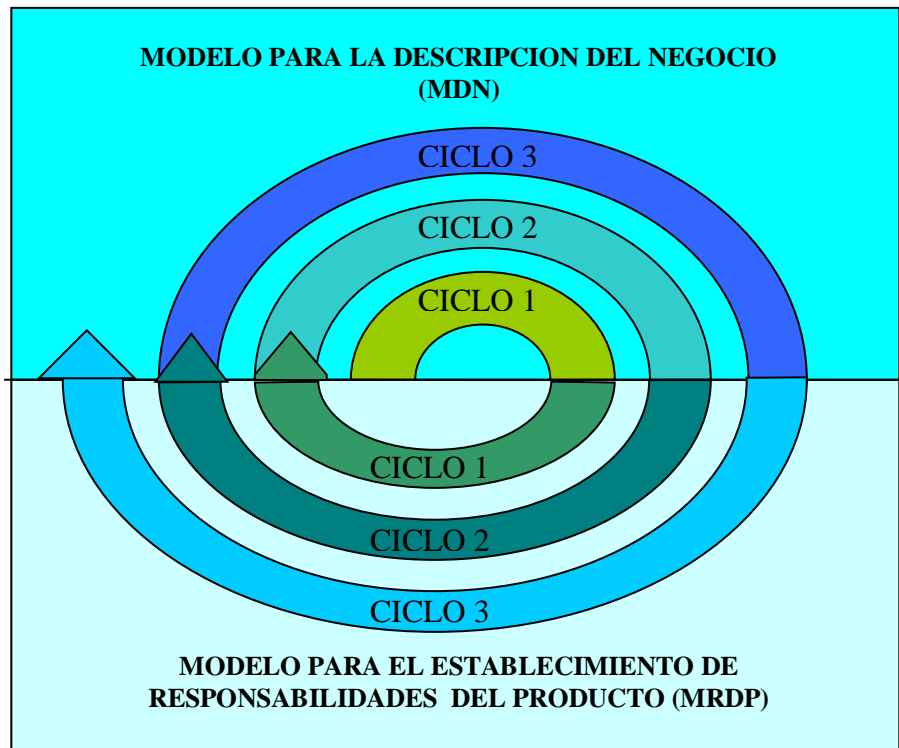 MODELO PARA LA DESCRIPCION DEL NEGOCIO
(MDN)
CICLO 3
CICLO 2
CICLO 1
CICLO 1
CICLO 2
CICLO 3
MODELO PARA EL ESTABLECIMIENTO DE
RESPONSABILIDADES DEL PRODUCTO (MRDP)